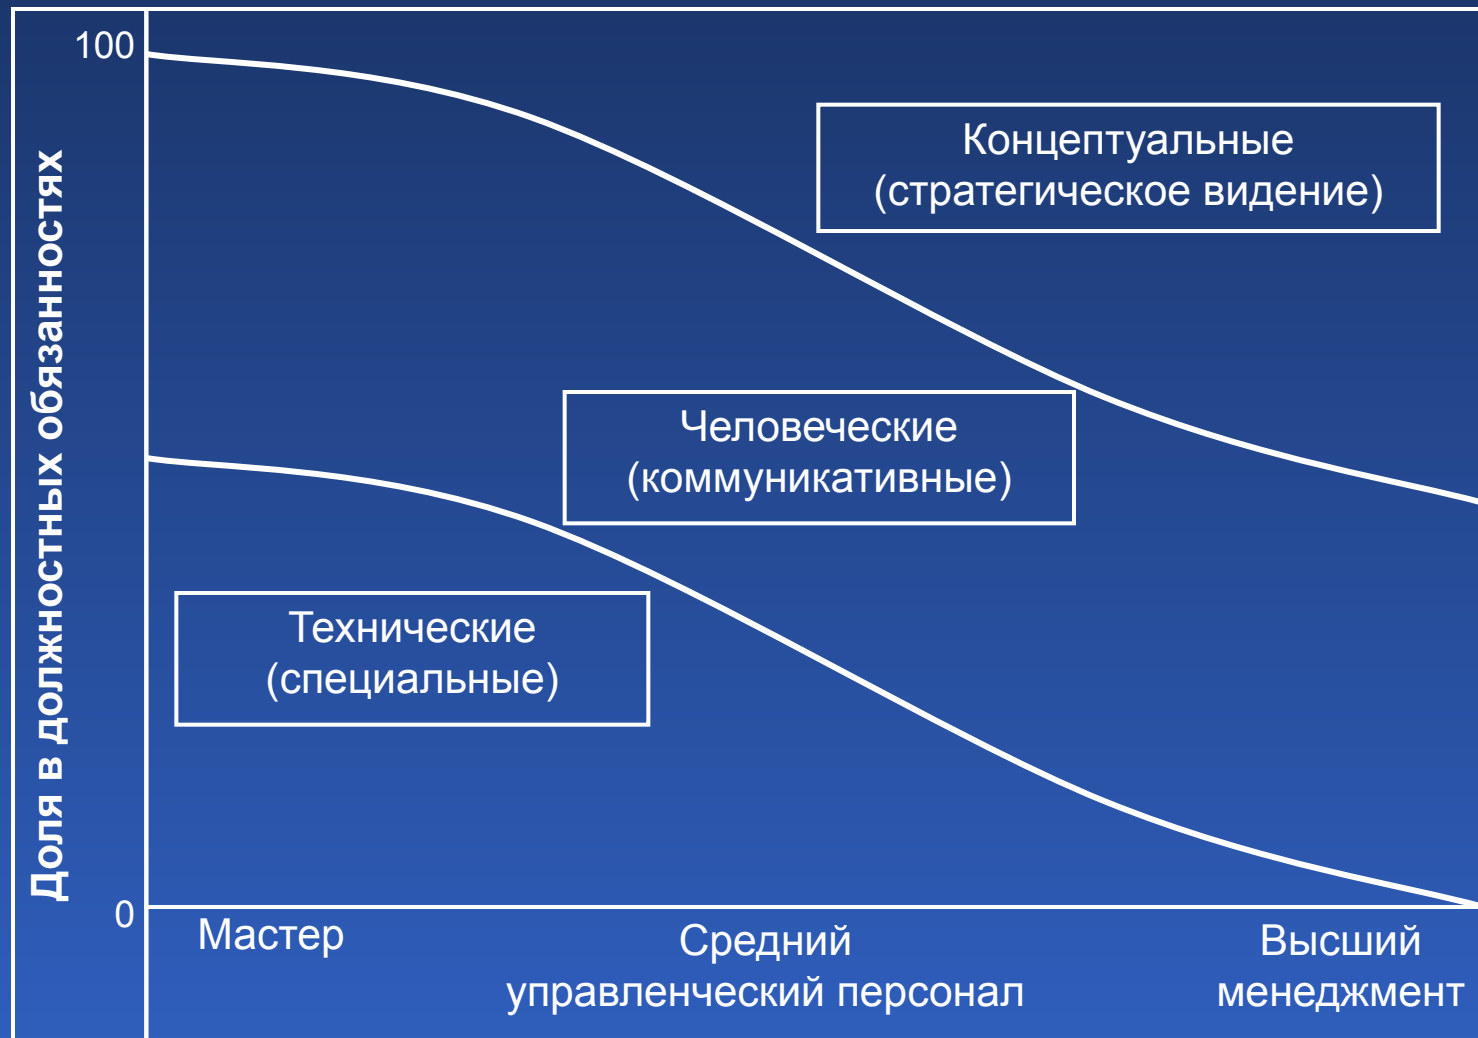 100
Доля в должностных обязанностях
Концептуальные
(стратегическое видение)
Человеческие
(коммуникативные)
Технические
(специальные)
0
Мастер
Средний
управленческий персонал
Высший
менеджмент